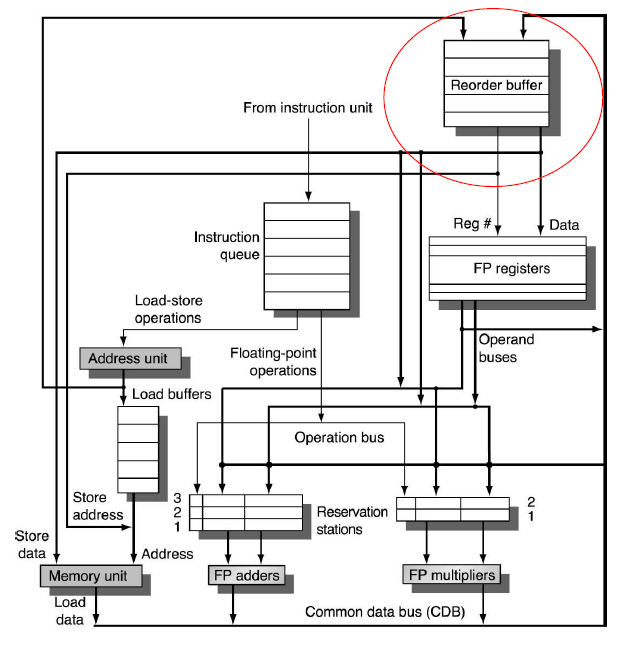 Reorder buffer
From instruction unit
Reg #
Data
Instruction
queue
FP registers
Load-store
operations
Operand
buses
Address unit
Floating-point
operations
Load buffers
Operation bus
Store
address
3
2
1
Reservation
stations
2
1
Store
data
Address
Memory unit
FP adders
FP multipliers
Load
data
Common data bus (CDB)